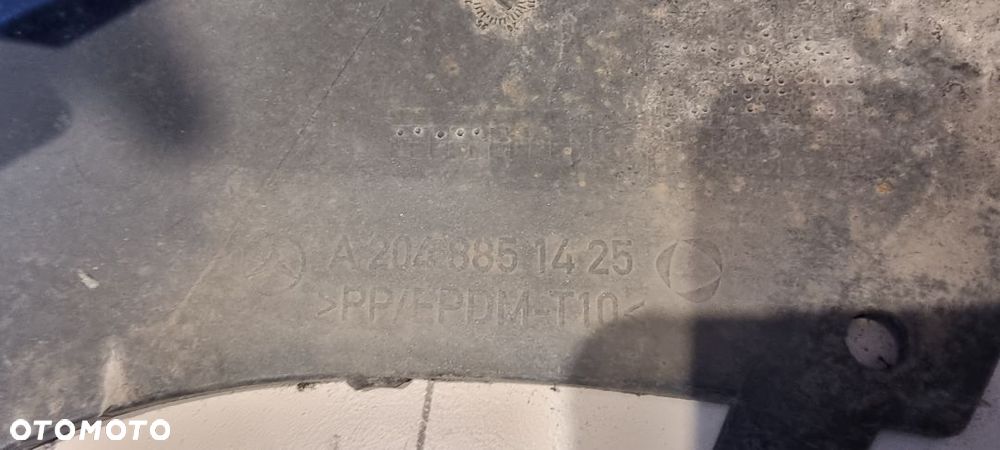 A 204 885 14 25
>PP/EPDM-T10<
OTOMOTO